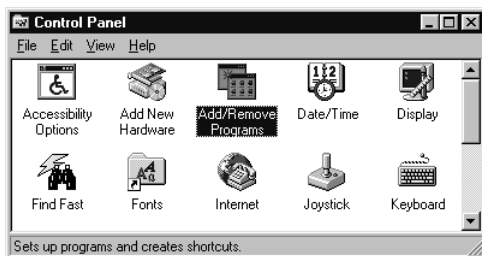 Control Panel
File Edit View Help
Accessibility Options
Add New Hardware
Add/Remove Programs
Date/Time
Display
Find Fast
Fonts
Internet
Joystick
Keyboard
Sets up programs and creates shortcuts.